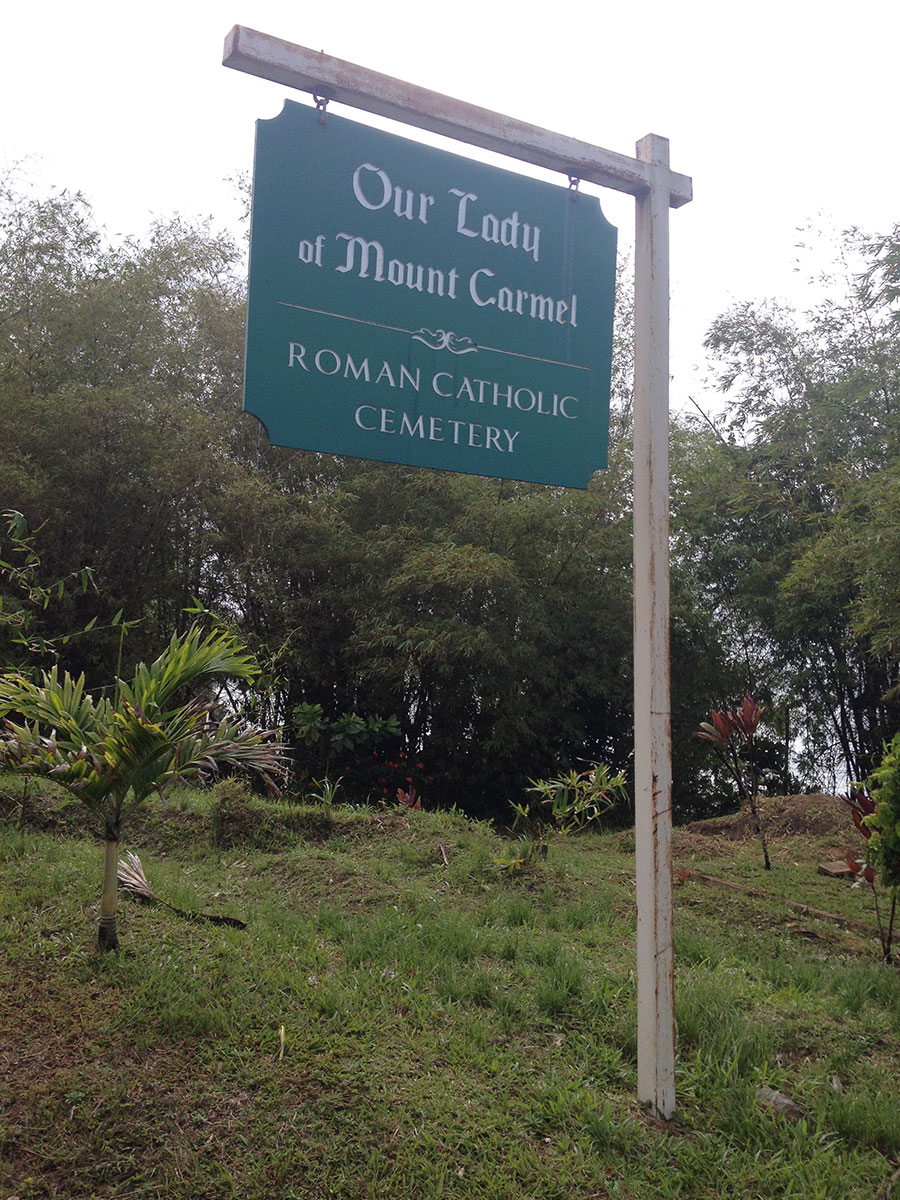 Our Lady
of Mount Carmel
ROMAN CATHOLIC
CEMETERY